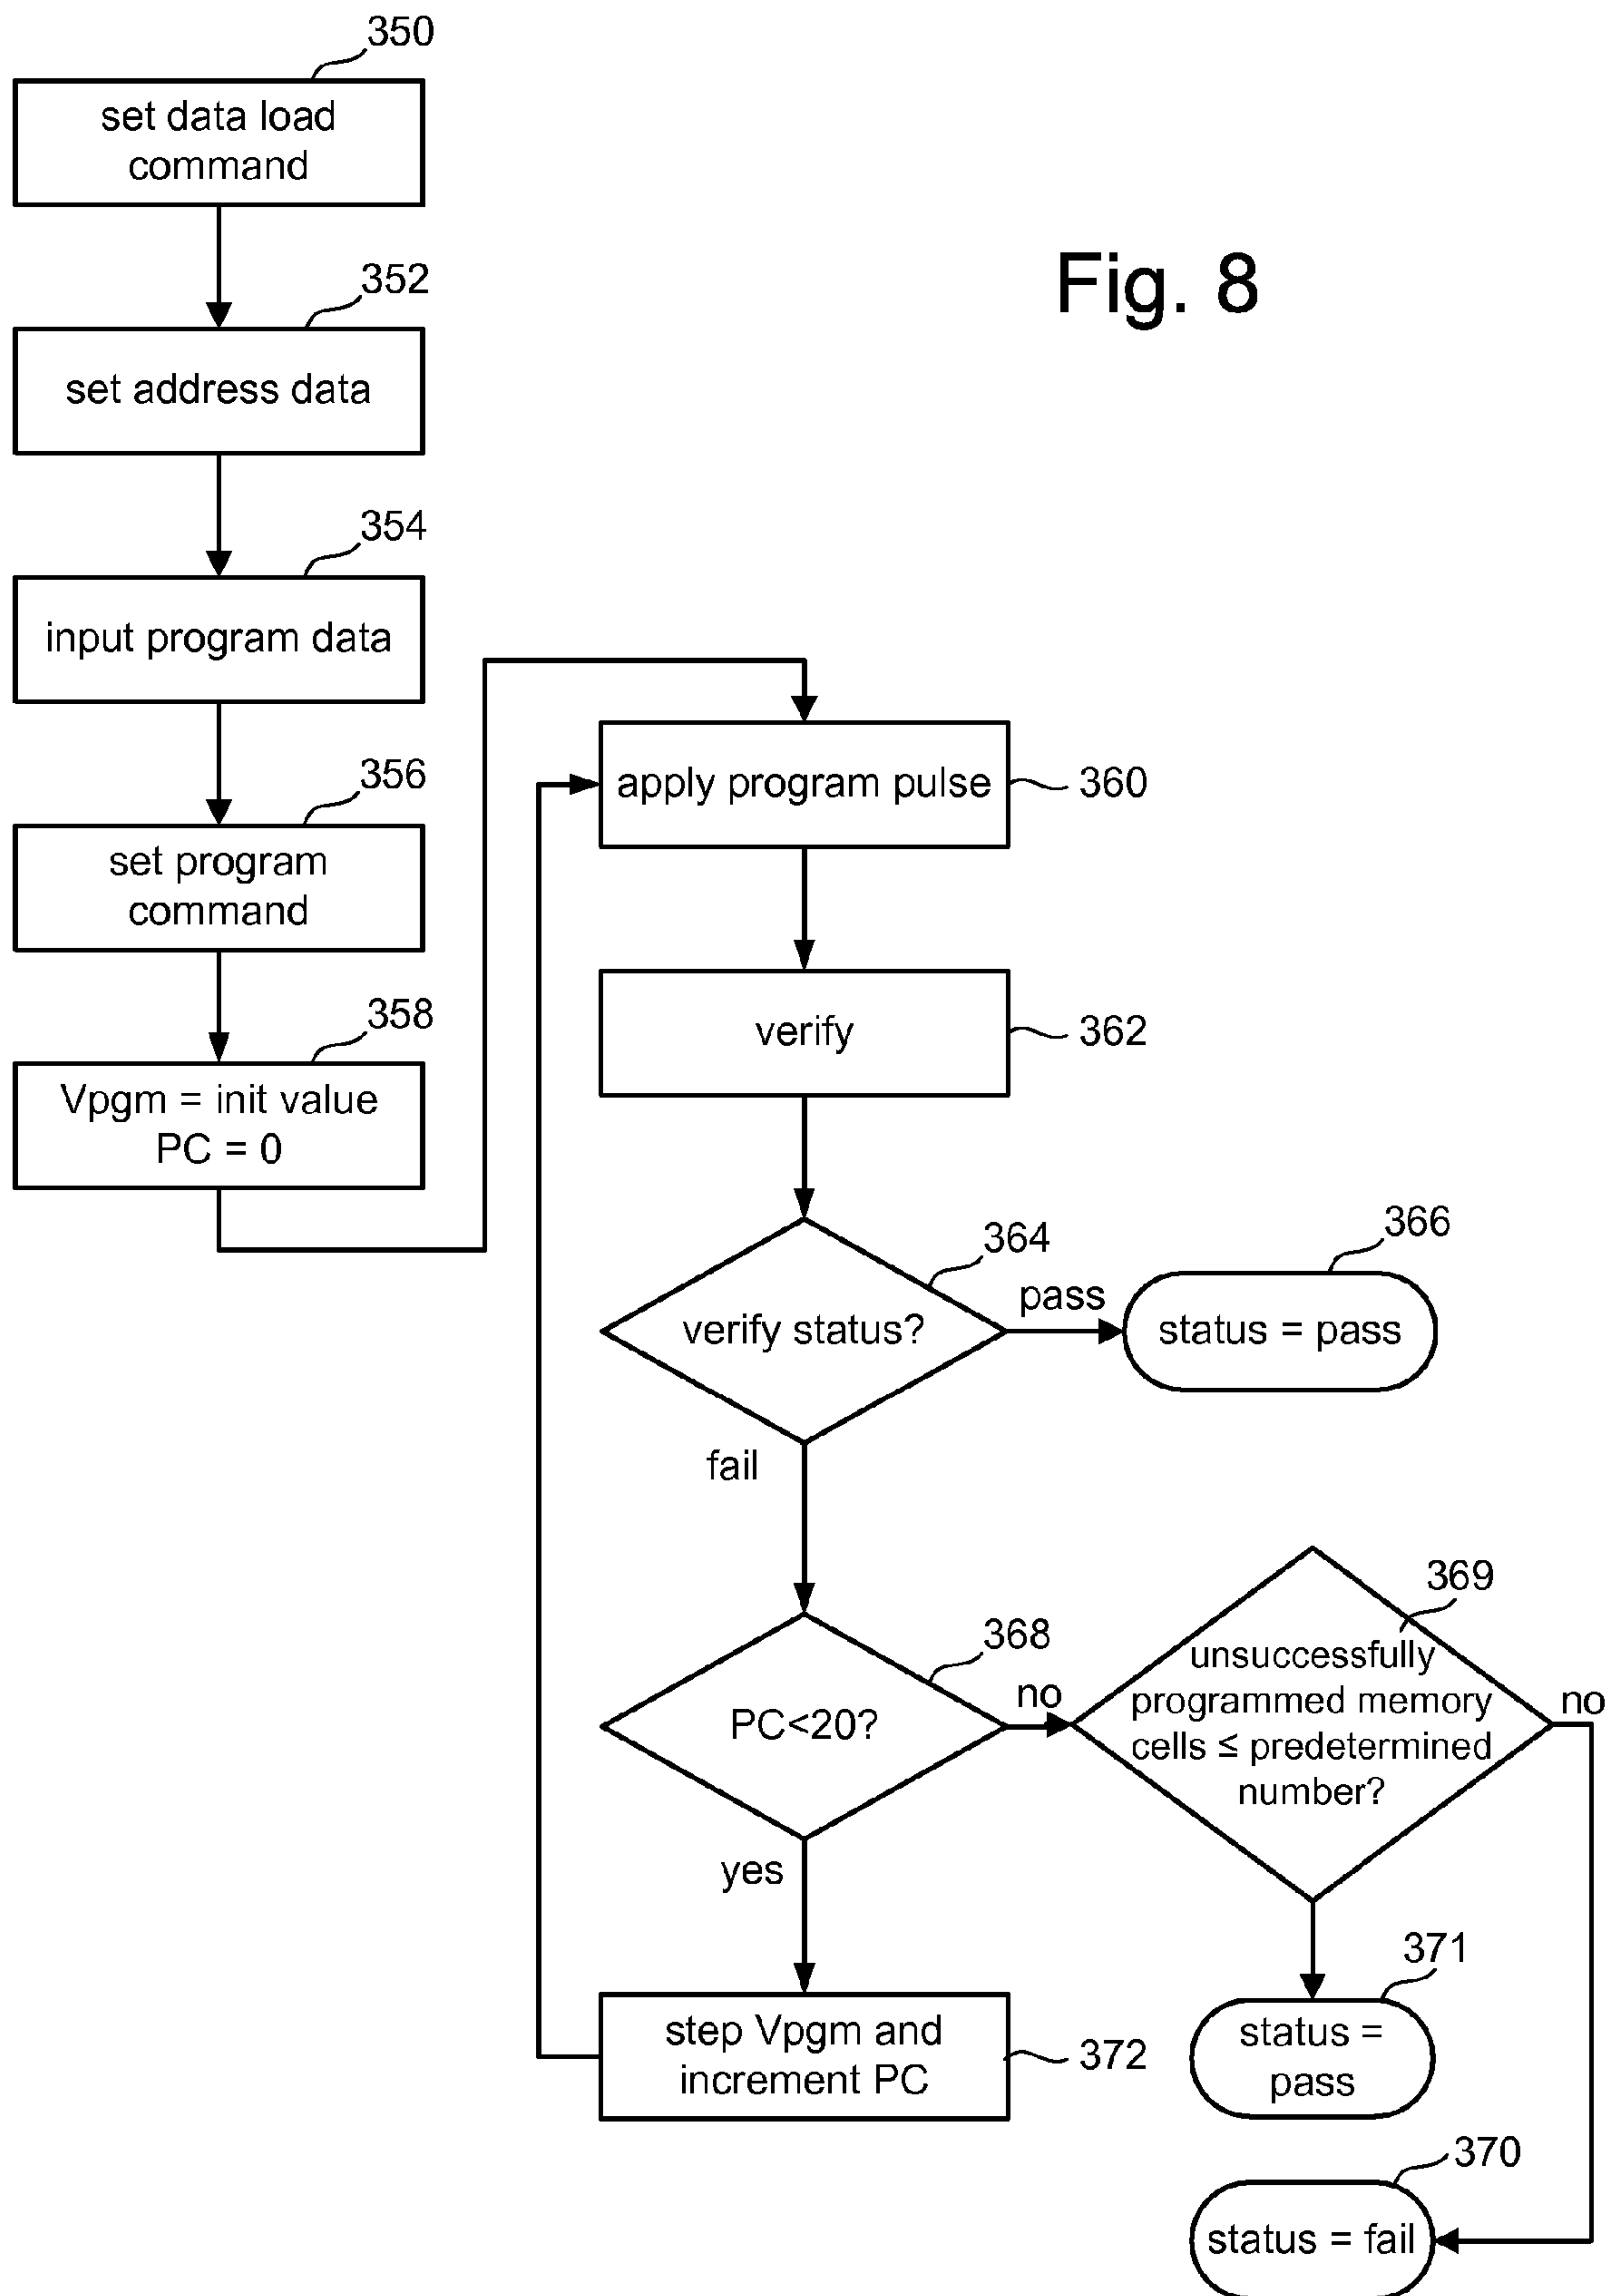 350
set data load
command
Fig. 8
352
set address data
354
input program data
356
set program
command
358
Vpgm = init value
PC = 0
apply program pulse
360
verify
362
364
verify status?
pass
366
status = pass
fail
368
PC<20?
no
369
unsuccessfully
programmed memory
cells ≤ predetermined
number?
no
yes
371
status =
pass
step Vpgm and
increment PC
372
370
status = fail